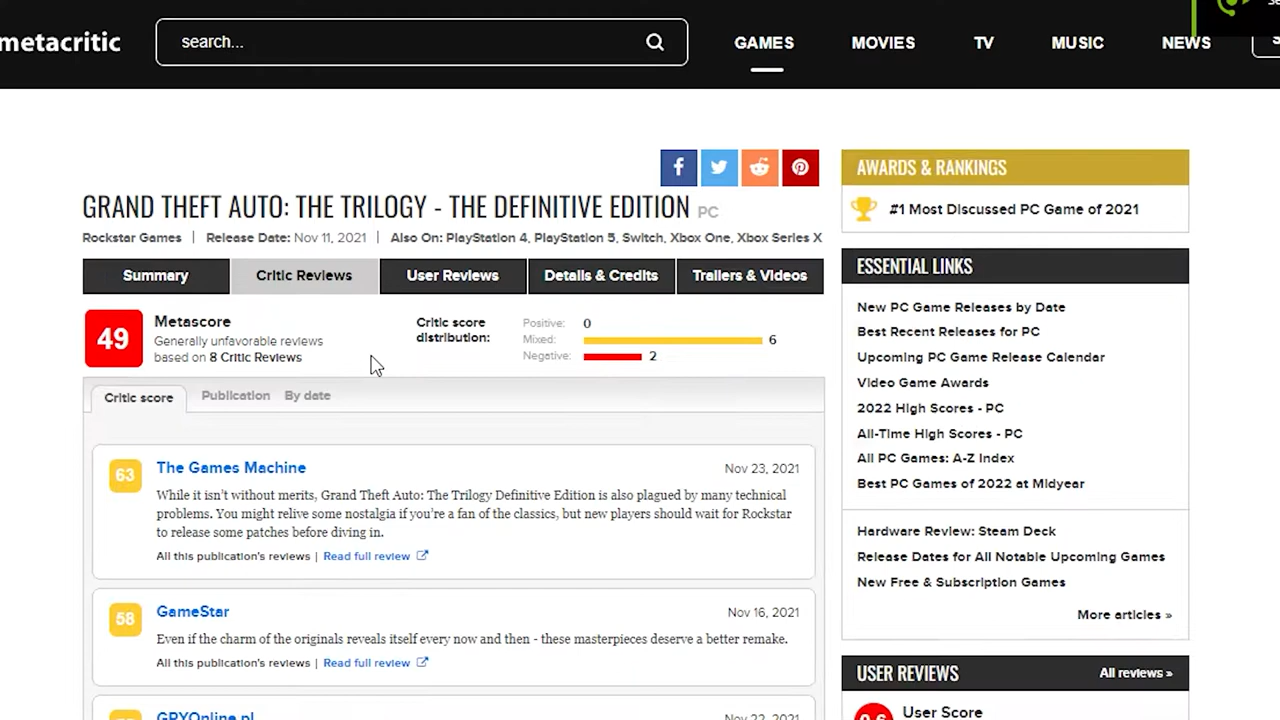 metacritic
search...
GAMES
MOVIES
TV
MUSIC
NEWS
GRAND THEFT AUTO: THE TRILOGY - THE DEFINITIVE EDITION PC
Rockstar Games | Release Date: Nov 11, 2021 | Also On: PlayStation 4, PlayStation 5, Switch, Xbox One, Xbox Series X
Summary
Critic Reviews
User Reviews
Details & Credits
Trailers & Videos
49
Metascore
Generally unfavorable reviews
based on 8 Critic Reviews
Critic score
distribution:
Positive: 0
Mixed: 6
Negative: 2
Critic score
Publication
By date
63
The Games Machine
Nov 23, 2021
While it isn't without merits, Grand Theft Auto: The Trilogy Definitive Edition is also plagued by many technical
problems. You might relive some nostalgia if you're a fan of the classics, but new players should wait for Rockstar
to release some patches before diving in.
All this publication's reviews | Read full review
58
GameStar
Nov 16, 2021
Even if the charm of the originals reveals itself every now and then - these masterpieces deserve a better remake.
All this publication's reviews | Read full review
GRYOnline.pl
Nov 22, 2021
AWARDS & RANKINGS
#1 Most Discussed PC Game of 2021
ESSENTIAL LINKS
New PC Game Releases by Date
Best Recent Releases for PC
Upcoming PC Game Release Calendar
Video Game Awards
2022 High Scores - PC
All-Time High Scores - PC
All PC Games: A-Z Index
Best PC Games of 2022 at Midyear
Hardware Review: Steam Deck
Release Dates for All Notable Upcoming Games
New Free & Subscription Games
More articles »
USER REVIEWS
All reviews »
User Score